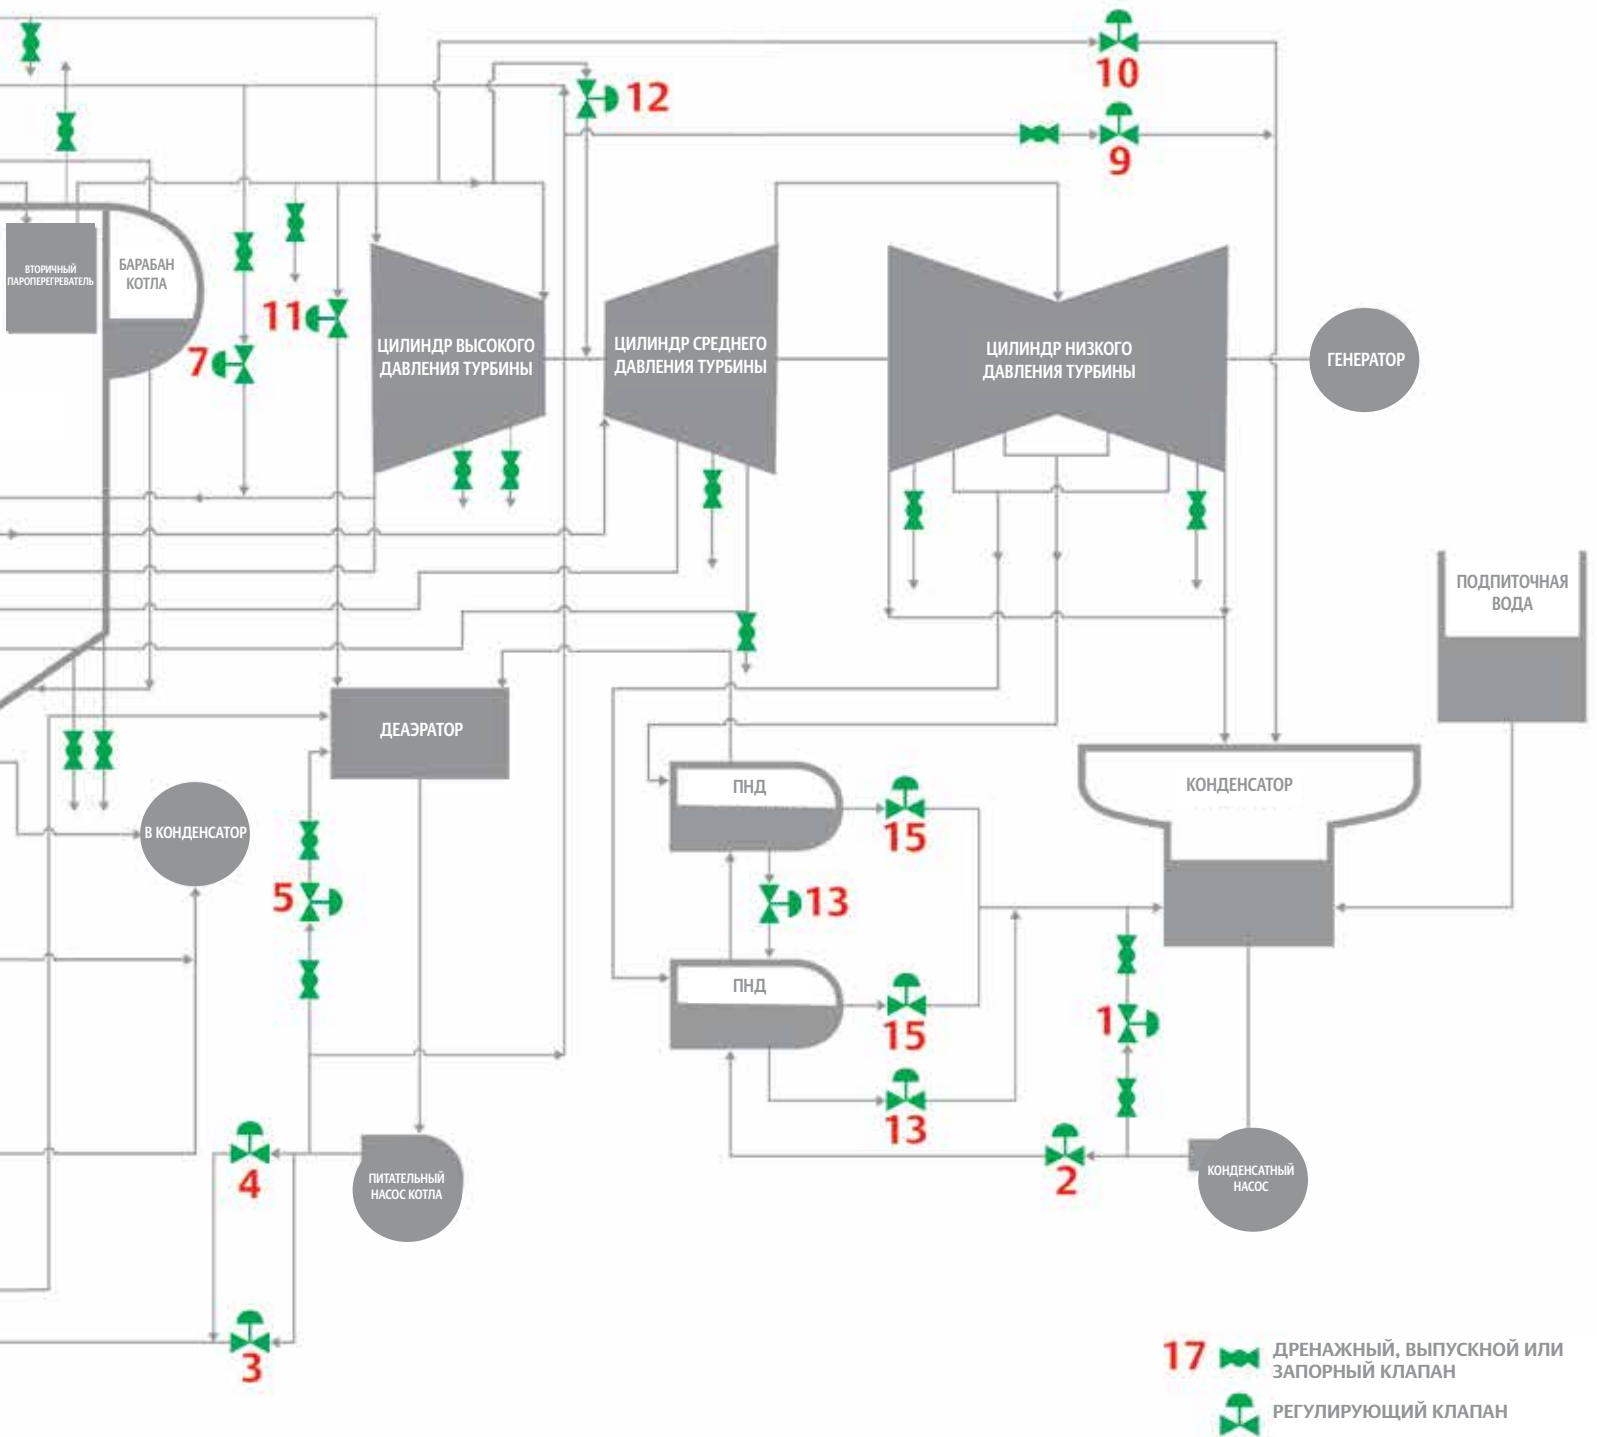 10
12
9
ВТОРИЧНЫЙ
ПАРОПЕРЕГРЕВАТЕЛЬ
БАРАБАН
КОТЛА
11
7
ЦИЛИНДР ВЫСОКОГО
ДАВЛЕНИЯ ТУРБИНЫ
ЦИЛИНДР СРЕДНЕГО
ДАВЛЕНИЯ ТУРБИНЫ
ЦИЛИНДР НИЗКОГО
ДАВЛЕНИЯ ТУРБИНЫ
ГЕНЕРАТОР
ПОДПИТОЧНАЯ
ВОДА
ДЕАЭРАТОР
ПНД
КОНДЕНСАТОР
В КОНДЕНСАТОР
15
5
13
ПНД
15
1
13
4
ПИТАТЕЛЬНЫЙ
НАСОС КОТЛА
2
КОНДЕНСАТНЫЙ
НАСОС
3
17 ДРЕНАЖНЫЙ, ВЫПУСКНОЙ ИЛИ
ЗАПОРНЫЙ КЛАПАН
РЕГУЛИРУЮЩИЙ КЛАПАН